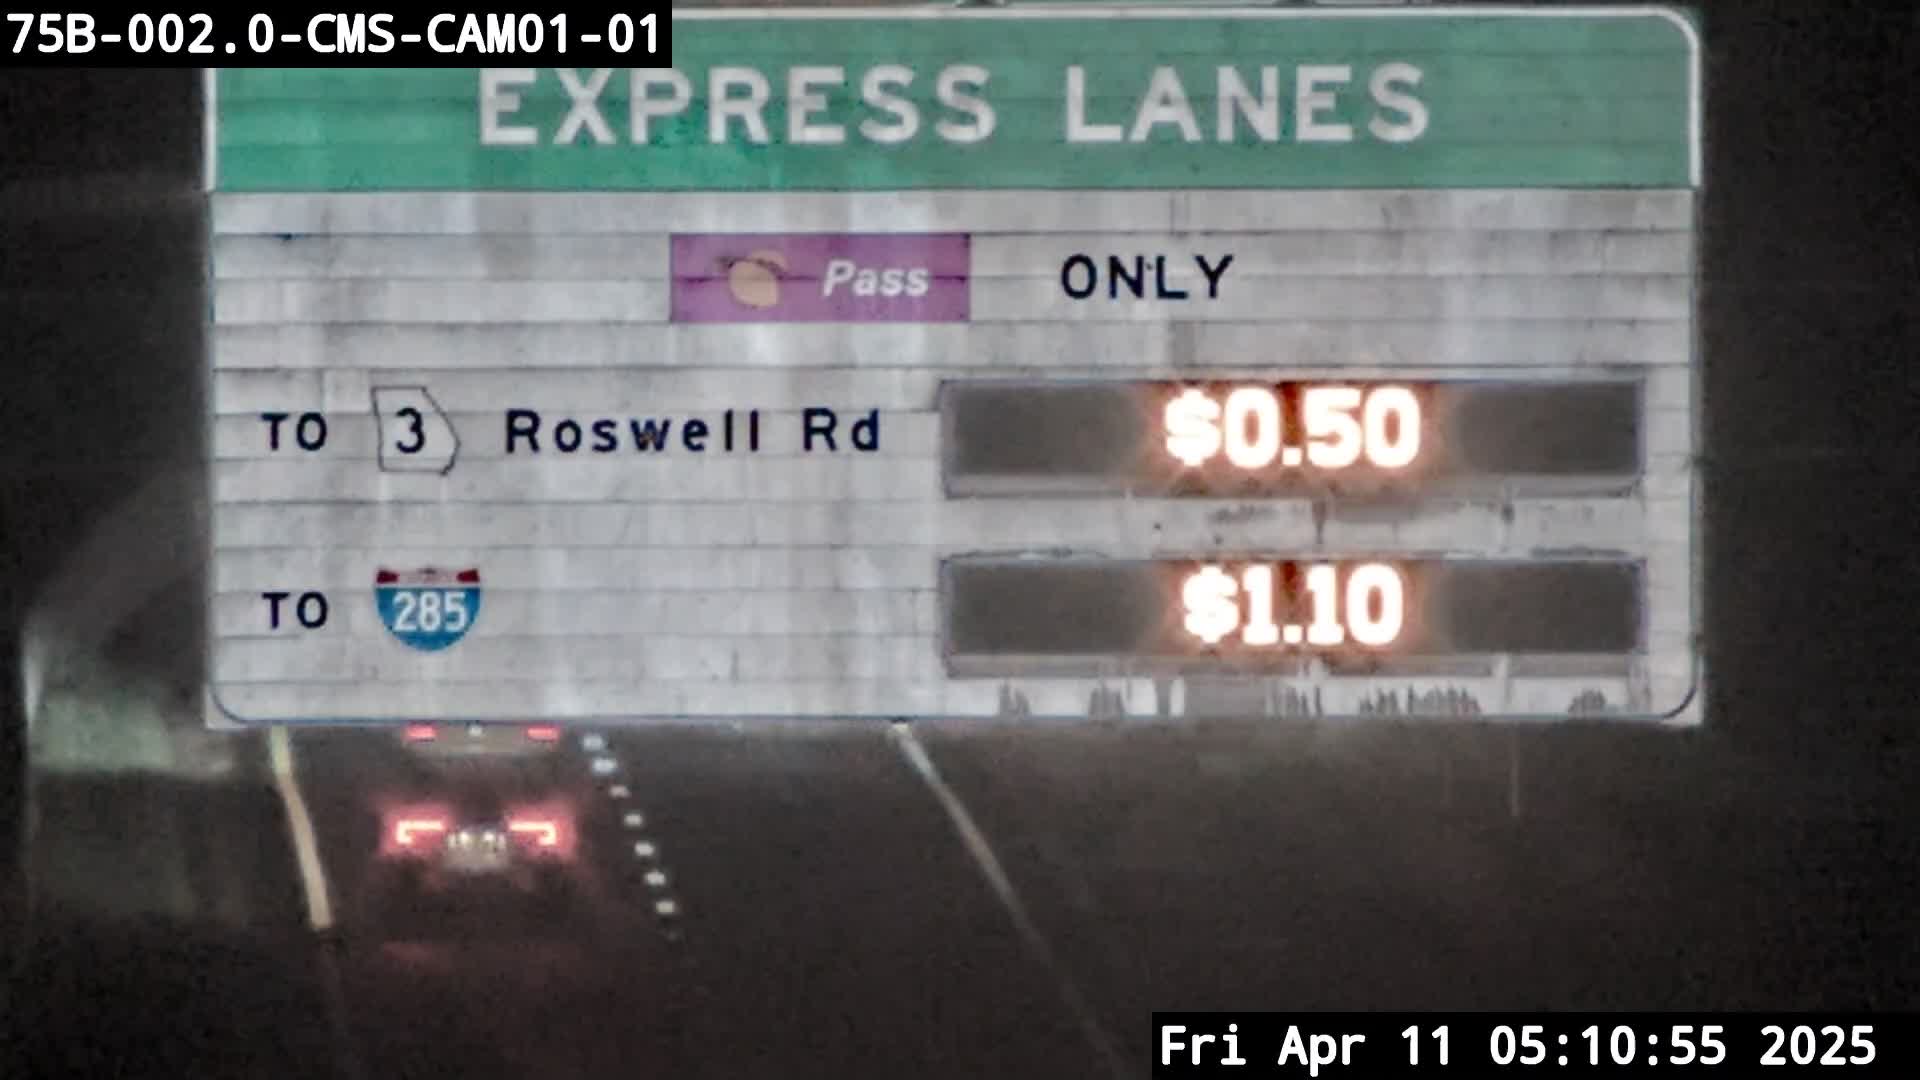 75B-002.0-CMS-CAM01-01
EXPRESS LANES
Pass ONLY
TO 3 Roswell Rd $0.50
TO 285 $1.10
Fri Apr 11 05:10:55 2025